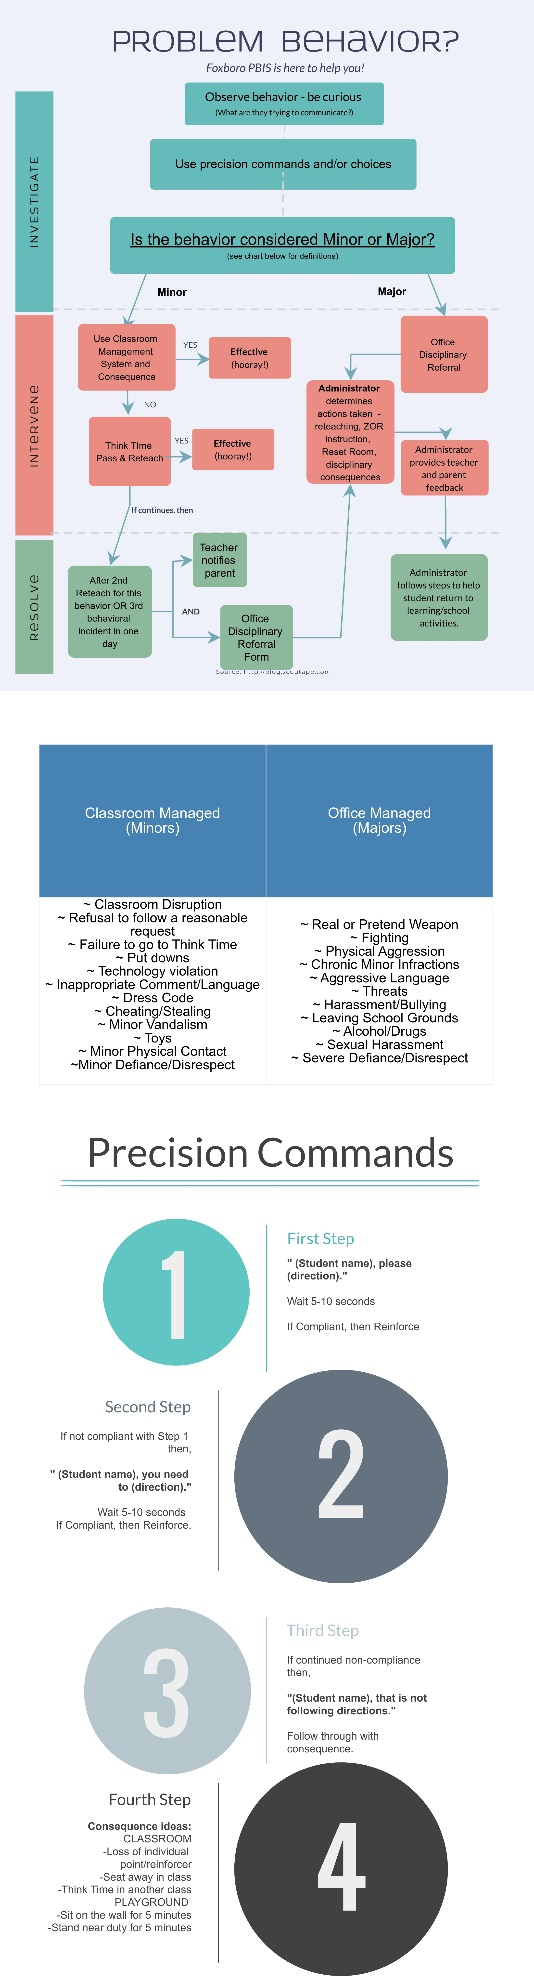 PROBLEM BEHAVIOR?
Foxboro PBIS is here to help you!
INVESTIGATE
Observe behavior - be curious
(What are they trying to communicate?)
Use precision commands and/or choices
Is the behavior considered Minor or Major?
(see chart below for definitions)
Minor
Major
INTERVENE
Use Classroom
Management
System and
Consequence
YES
Effective
(hooray!)
NO
Think TIme
Pass & Reteach
YES
Effective
(hooray!)
If continues, then
Office
Disciplinary
Referral
Administrator
determines
actions taken -
reteaching, ZOR
instruction,
Reset Room,
disciplinary
consequences
Administrator
provides teacher
and parent
feedback
RESOLVE
After 2nd
Reteach for this
behavior OR 3rd
behavioral
incident in one
day
Teacher
notifies
parent
AND
Office
Disciplinary
Referral
Form
Administrator
follows steps to help
student return to
learning/school
activities.
Source: http://blog.scoutapp.com
Classroom Managed
(Minors)
Office Managed
(Majors)
~ Classroom Disruption
~ Refusal to follow a reasonable
request
~ Failure to go to Think Time
~ Put downs
~ Technology violation
~ Inappropriate Comment/Language
~ Dress Code
~ Cheating/Stealing
~ Minor Vandalism
~ Toys
~ Minor Physical Contact
~Minor Defiance/Disrespect
~ Real or Pretend Weapon
~ Fighting
~ Physical Aggression
~ Chronic Minor Infractions
~ Aggressive Language
~ Threats
~ Harassment/Bullying
~ Leaving School Grounds
~ Alcohol/Drugs
~ Sexual Harassment
~ Severe Defiance/Disrespect
Precision Commands
1
First Step
" (Student name), please
(direction)."
Wait 5-10 seconds
If Compliant, then Reinforce
Second Step
If not compliant with Step 1
then,
" (Student name), you need
to (direction)."
Wait 5-10 seconds
If Compliant, then Reinforce.
2
3
Third Step
If continued non-compliance
then,
"(Student name), that is not
following directions."
Follow through with
consequence.
Fourth Step
Consequence ideas:
CLASSROOM
-Loss of individual
point/reinforcer
-Seat away in class
-Think Time in another class
PLAYGROUND
-Sit on the wall for 5 minutes
-Stand near duty for 5 minutes
4